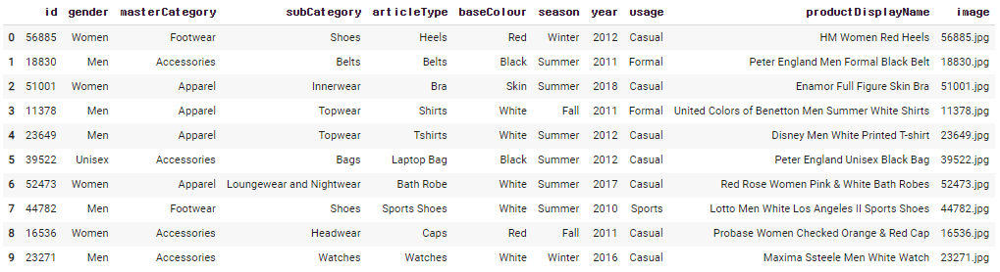 id gender masterCategory subCategory articleType baseColour season year usage productDisplayName image
0 56885 Women Footwear Shoes Heels Red Winter 2012 Casual HM Women Red Heels 56885.jpg
1 18830 Men Accessories Belts Belts Black Summer 2011 Formal Peter England Men Formal Black Belt 18830.jpg
2 51001 Women Apparel Innerwear Bra Skin Summer 2018 Casual Enamor Full Figure Skin Bra 51001.jpg
3 11378 Men Apparel Topwear Shirts White Fall 2011 Formal United Colors of Benetton Men Summer White Shirts 11378.jpg
4 23649 Men Apparel Topwear Tshirts White Summer 2012 Casual Disney Men White Printed T-shirt 23649.jpg
5 39522 Unisex Accessories Bags Laptop Bag Black Summer 2012 Casual Peter England Unisex Black Bag 39522.jpg
6 52473 Women Apparel Loungewear and Nightwear Bath Robe White Summer 2017 Casual Red Rose Women Pink & White Bath Robes 52473.jpg
7 44782 Men Footwear Shoes Sports Shoes White Summer 2010 Sports Lotto Men White Los Angeles II Sports Shoes 44782.jpg
8 16536 Women Accessories Headwear Caps Red Fall 2011 Casual Probase Women Checked Orange & Red Cap 16536.jpg
9 23271 Men Accessories Watches Watches White Winter 2016 Casual Maxima Ssteele Men White Watch 23271.jpg